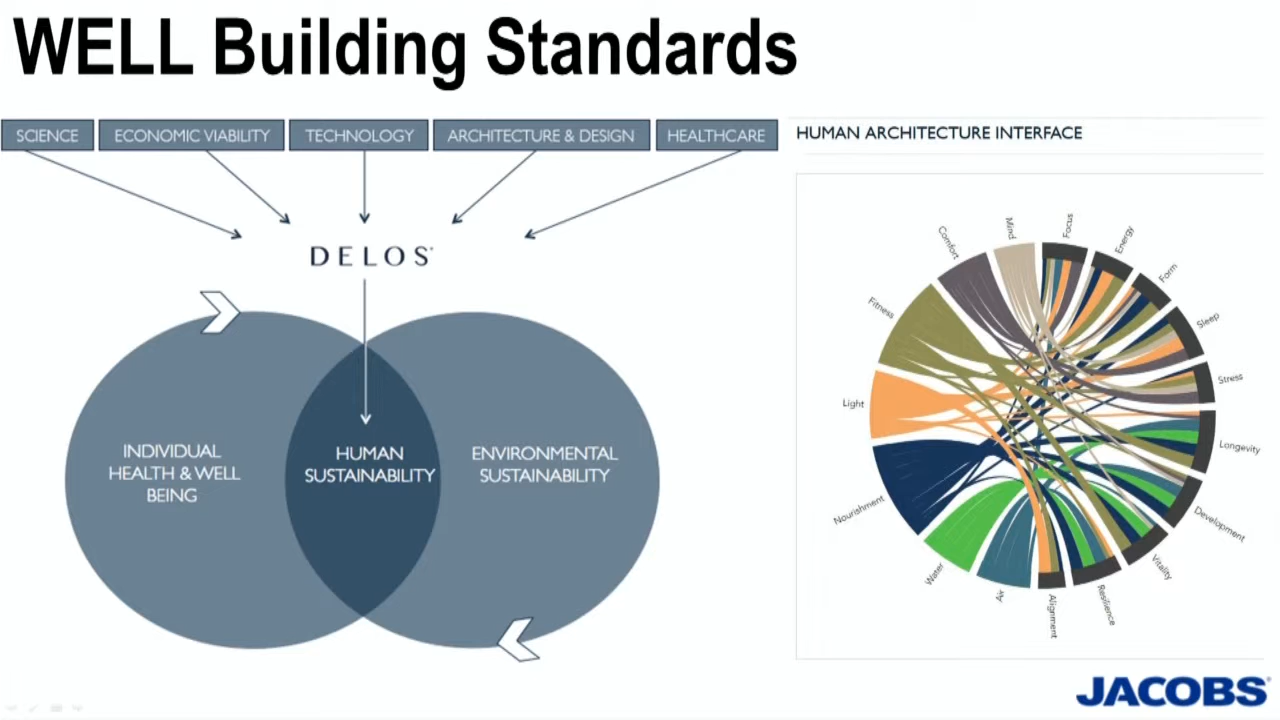 WELL Building Standards
SCIENCE
ECONOMIC VIABILITY
TECHNOLOGY
ARCHITECTURE & DESIGN
HEALTHCARE
DELOS
INDIVIDUAL
HEALTH & WELL
BEING
HUMAN
SUSTAINABILITY
ENVIRONMENTAL
SUSTAINABILITY
HUMAN ARCHITECTURE INTERFACE
Mind
Focus
Energy
Form
Sleep
Stress
Longevity
Development
Vitality
Resilience
Alignment
Air
Water
Nourishment
Light
Fitness
Comfort
JACOBS